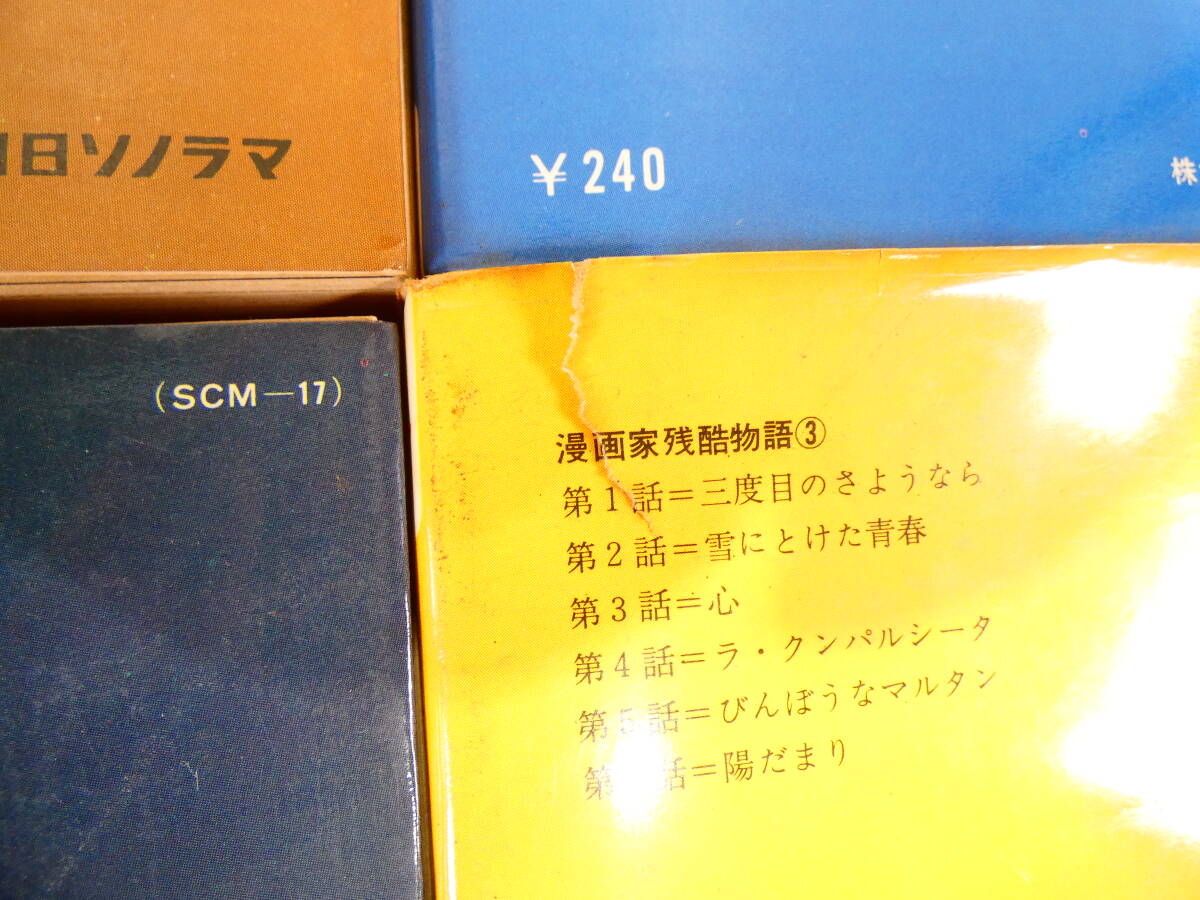 日ソノラマ
¥240
株
(SCM—17)
漫画家残酷物語③
第1話=三度目のさようなら
第2話=雪にとけた青春
第3話=心
第4話=ラ・クンパルシータ
第5話=びんぼうなマルタン
第 話=陽だまり